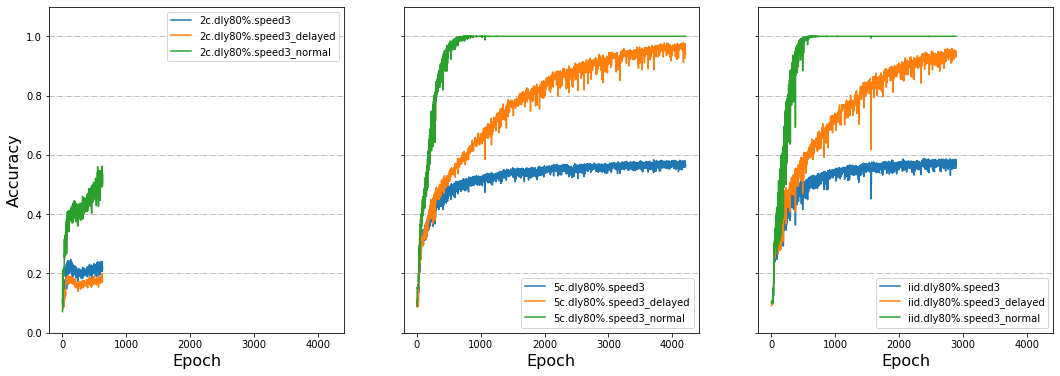 2c.dly80%.speed3
2c.dly80%.speed3_delayed
2c.dly80%.speed3_normal
Accuracy
1.0
0.8
0.6
0.4
0.2
0.0
0 1000 2000 3000 4000
Epoch
5c.dly80%.speed3
5c.dly80%.speed3_delayed
5c.dly80%.speed3_normal
0 1000 2000 3000 4000
Epoch
iid.dly80%.speed3
iid.dly80%.speed3_delayed
iid.dly80%.speed3_normal
0 1000 2000 3000 4000
Epoch